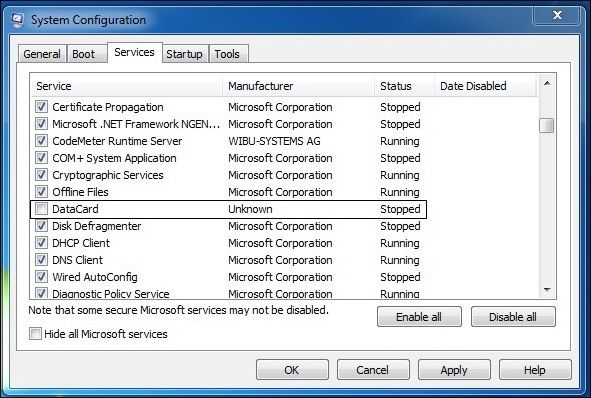 System Configuration
General Boot Services Startup Tools
Service Manufacturer Status Date Disabled
Certificate Propagation Microsoft Corporation Stopped
Microsoft .NET Framework NGEN... Microsoft Corporation Stopped
CodeMeter Runtime Server WIBU-SYSTEMS AG Running
COM+ System Application Microsoft Corporation Stopped
Cryptographic Services Microsoft Corporation Running
Offline Files Microsoft Corporation Running
DataCard Unknown Stopped
Disk Defragmenter Microsoft Corporation Stopped
DHCP Client Microsoft Corporation Running
DNS Client Microsoft Corporation Running
Wired AutoConfig Microsoft Corporation Stopped
Diagnostic Policy Service Microsoft Corporation Running
Note that some secure Microsoft services may not be disabled.
Enable all Disable all
Hide all Microsoft services
OK Cancel Apply Help